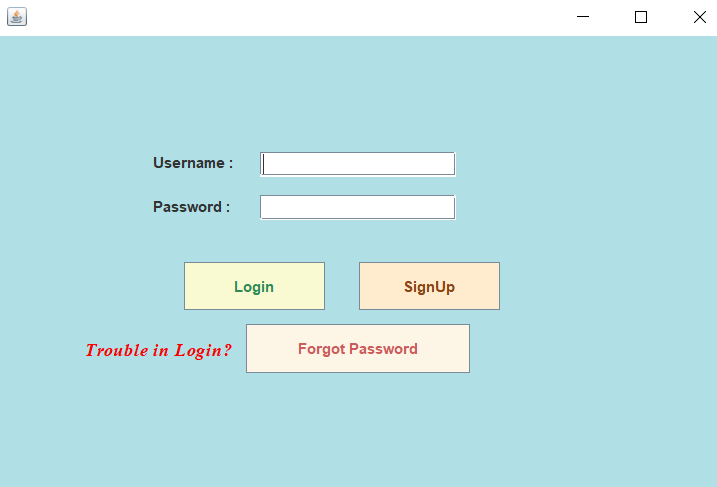 Username :
Password :
Login SignUp
Trouble in Login? Forgot Password